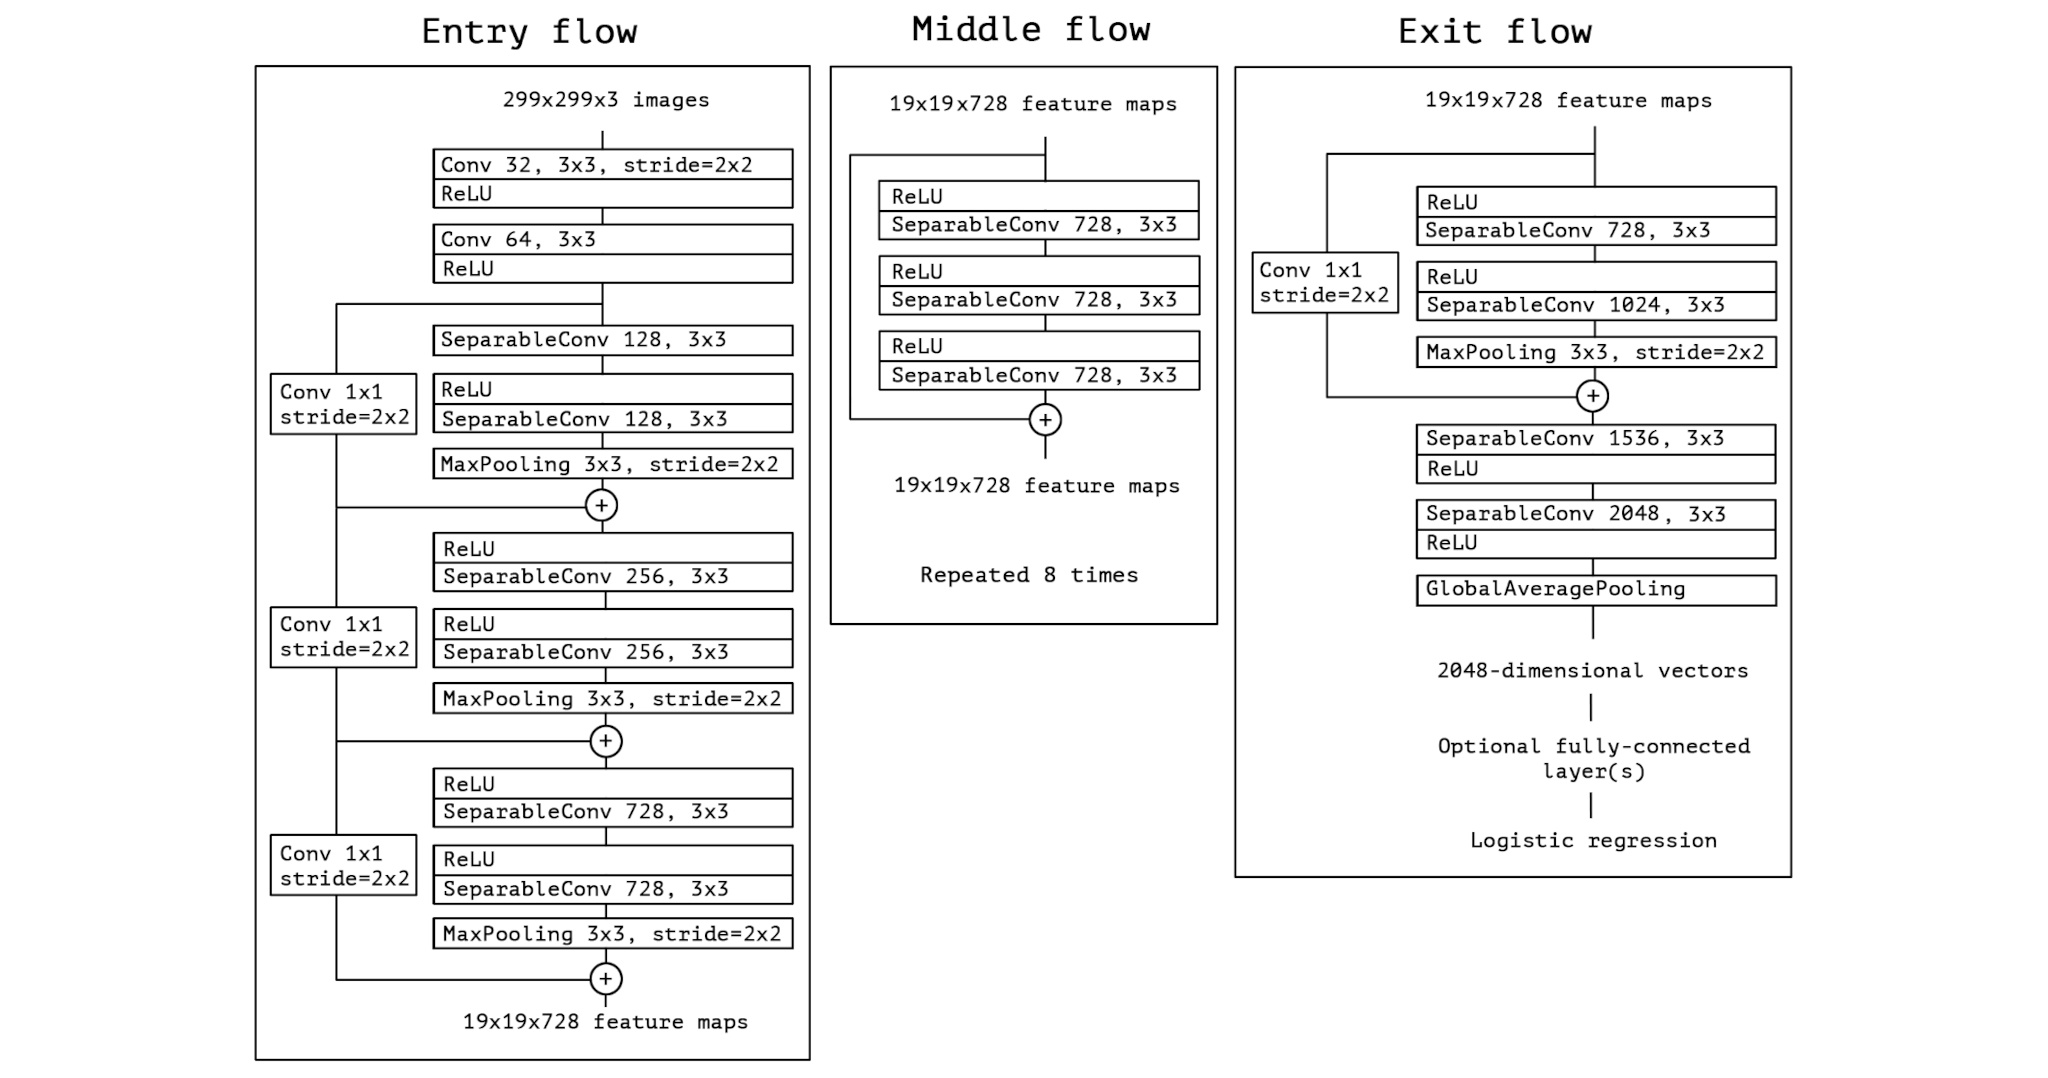 Entry flow
299x299x3 images
Conv 32, 3x3, stride=2x2
ReLU
Conv 64, 3x3
ReLU
SeparableConv 128, 3x3
Conv 1x1
stride=2x2
ReLU
SeparableConv 128, 3x3
MaxPooling 3x3, stride=2x2
+
ReLU
SeparableConv 256, 3x3
Conv 1x1
stride=2x2
ReLU
SeparableConv 256, 3x3
MaxPooling 3x3, stride=2x2
+
ReLU
SeparableConv 728, 3x3
Conv 1x1
stride=2x2
ReLU
SeparableConv 728, 3x3
MaxPooling 3x3, stride=2x2
+
19x19x728 feature maps
Middle flow
19x19x728 feature maps
ReLU
SeparableConv 728, 3x3
ReLU
SeparableConv 728, 3x3
ReLU
SeparableConv 728, 3x3
+
19x19x728 feature maps
Repeated 8 times
Exit flow
19x19x728 feature maps
ReLU
SeparableConv 728, 3x3
Conv 1x1
stride=2x2
ReLU
SeparableConv 1024, 3x3
MaxPooling 3x3, stride=2x2
+
SeparableConv 1536, 3x3
ReLU
SeparableConv 2048, 3x3
ReLU
GlobalAveragePooling
2048-dimensional vectors
Optional fully-connected
layer(s)
Logistic regression